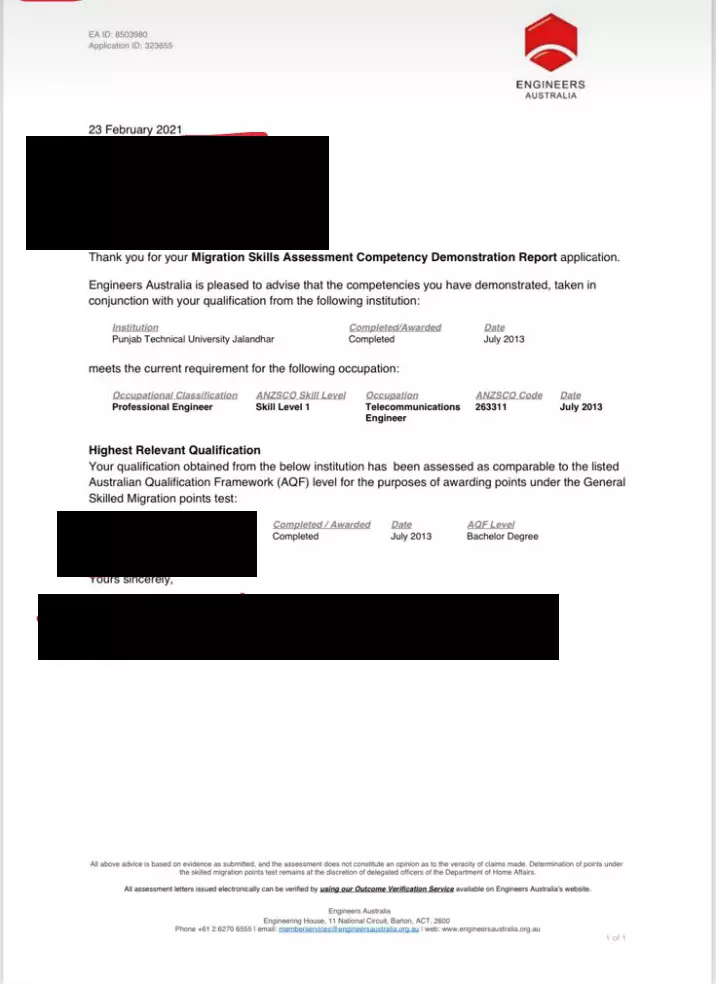 EA ID: 8503980
Application ID: 323655
ENGINEERS
AUSTRALIA
23 February 2021
Thank you for your Migration Skills Assessment Competency Demonstration Report application.
Engineers Australia is pleased to advise that the competencies you have demonstrated, taken in
conjunction with your qualification from the following institution:
Institution Completed/Awarded Date
Punjab Technical University Jalandhar Completed July 2013
meets the current requirement for the following occupation:
Occupational Classification ANZSCO Skill Level Occupation ANZSCO Code Date
Professional Engineer Skill Level 1 Telecommunications 263311 July 2013
Engineer
Highest Relevant Qualification
Your qualification obtained from the below institution has been assessed as comparable to the listed
Australian Qualification Framework (AQF) level for the purposes of awarding points under the General
Skilled Migration points test:
Completed / Awarded Date AQF Level
Completed July 2013 Bachelor Degree
Yours sincerely,
All above advice is based on evidence as submitted, and the assessment does not constitute an opinion as to the veracity of claims made. Determination of points under
the skilled migration points test remains at the discretion of delegated officers of the Department of Home Affairs.
All assessment letters issued electronically can be verified by using our Outcome Verification Service available on Engineers Australia's website.
Engineers Australia
Engineering House, 11 National Circuit, Barton, ACT, 2600
Phone +61 2 6270 6555 | email: memberservices@engineersaustralia.org.au | web: www.engineersaustralia.org.au
1 of 1